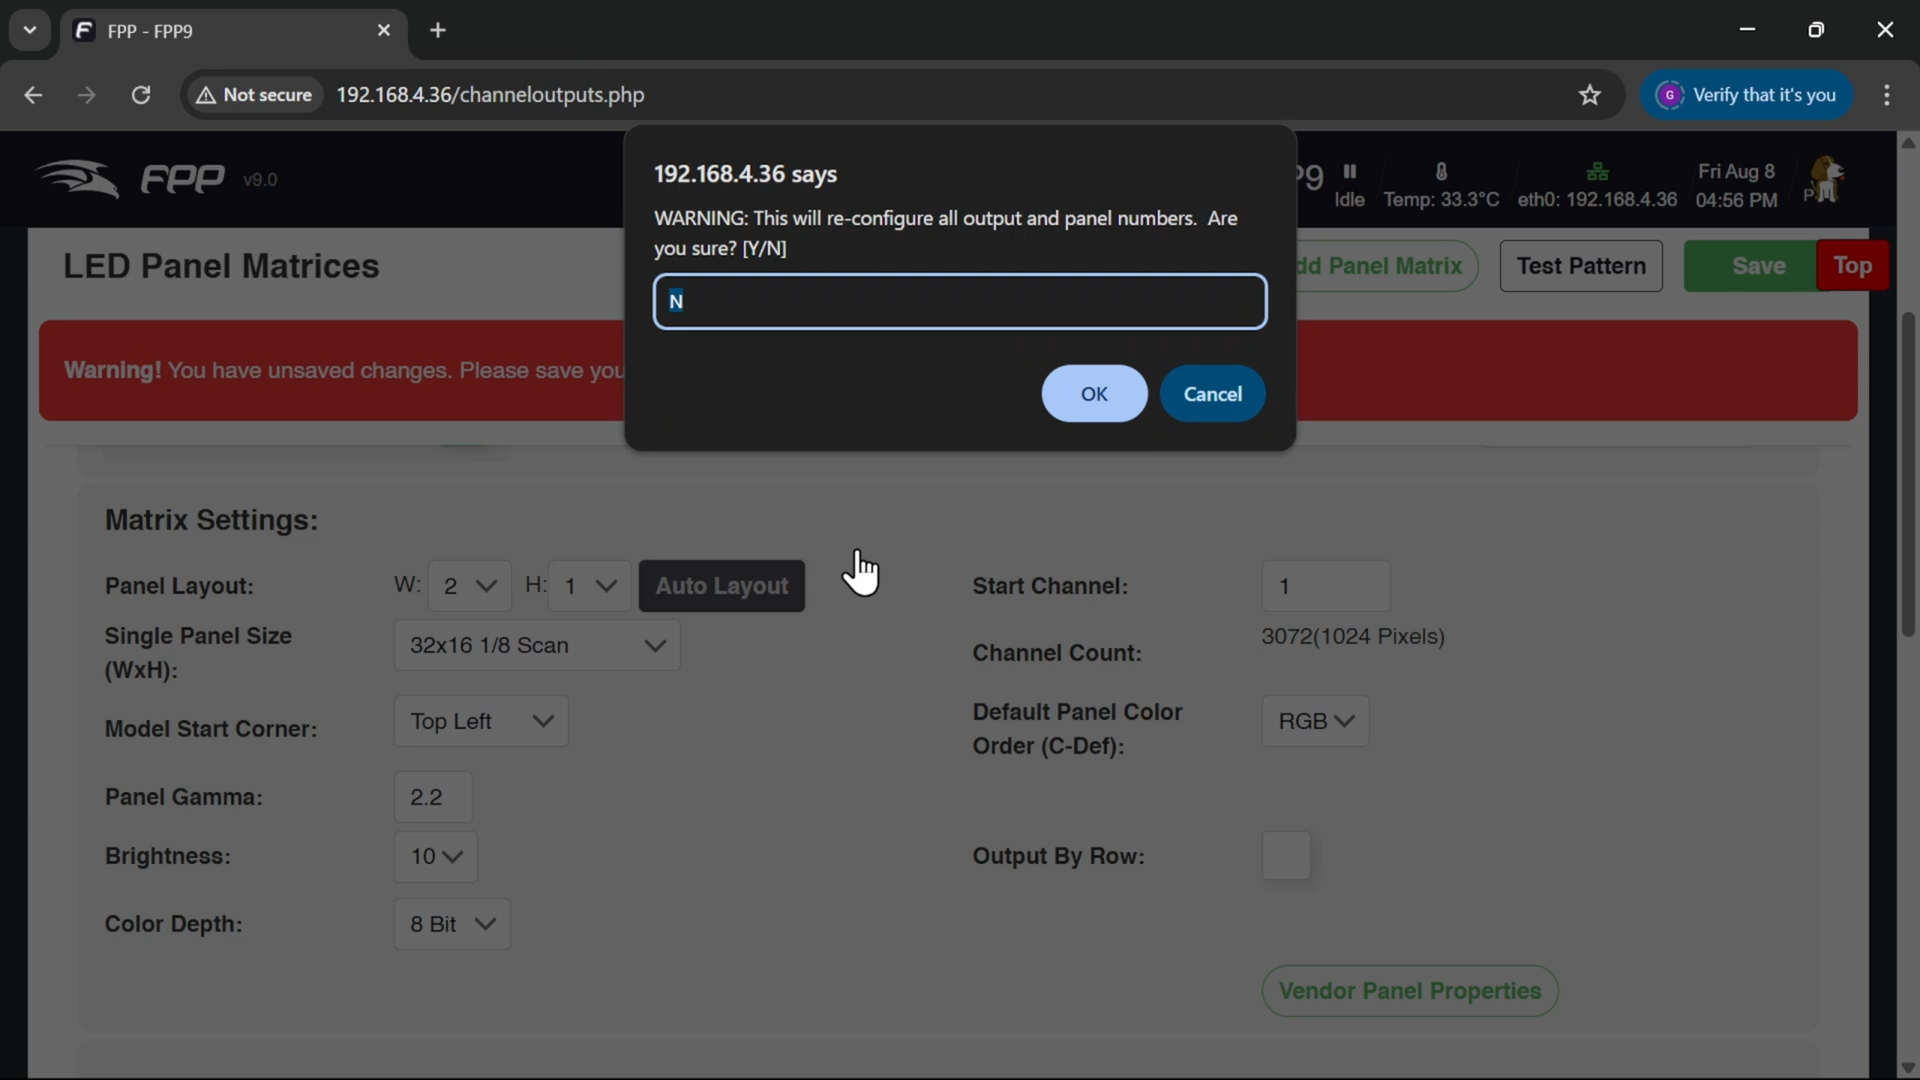 FPP - FPP9
Not secure
192.168.4.36/channeloutputs.php
G
Verify that it's you
FPP
v9.0
192.168.4.36 says
WARNING: This will re-configure all output and panel numbers. Are
you sure? [Y/N]
N
OK
Cancel
P9
Idle
Temp: 33.3°C
eth0: 192.168.4.36
Fri Aug 8
04:56 PM
P
LED Panel Matrices
dd Panel Matrix
Test Pattern
Save
Top
Warning! You have unsaved changes. Please save you
Matrix Settings:
Panel Layout:
W: 2
H: 1
Auto Layout
Start Channel:
1
Single Panel Size
(WxH):
32x16 1/8 Scan
Channel Count:
3072(1024 Pixels)
Model Start Corner:
Top Left
Default Panel Color
Order (C-Def):
RGB
Panel Gamma:
2.2
Brightness:
10
Output By Row:
Color Depth:
8 Bit
Vendor Panel Properties